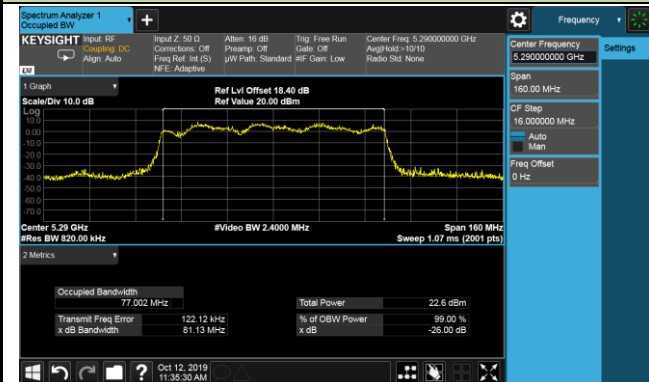 Spectrum Analyzer 1
Occupied BW
Frequency
KEYSIGHT
Input: RF
Coupling: DC
Align: Auto
Input Z: 50 Ω
Corrections: Off
Freq Ref: Int (S)
NFE: Adaptive
Atten: 16 dB
Preamp: Off
µW Path: Standard
Trig: Free Run
Gate: Off
#IF Gain: Low
Center Freq: 5.290000000 GHz
Avg|Hold:>10/10
Radio Std: None
LXI
Center Frequency
5.290000000 GHz
Settings
Span
160.00 MHz
CF Step
16.000000 MHz
Auto
Man
Freq Offset
0 Hz
1 Graph
Scale/Div 10.0 dB
Ref Lvl Offset 18.40 dB
Ref Value 20.00 dBm
Log
10.0
0.00
-10.0
-20.0
-30.0
-40.0
-50.0
-60.0
-70.0
Center 5.29 GHz
#Video BW 2.4000 MHz
Span 160 MHz
#Res BW 820.00 kHz
Sweep 1.07 ms (2001 pts)
2 Metrics
Occupied Bandwidth
77.002 MHz
Total Power 22.6 dBm
Transmit Freq Error 122.12 kHz
% of OBW Power 99.00 %
x dB Bandwidth 81.13 MHz
x dB -26.00 dB
?
Oct 12, 2019
11:35:30 AM